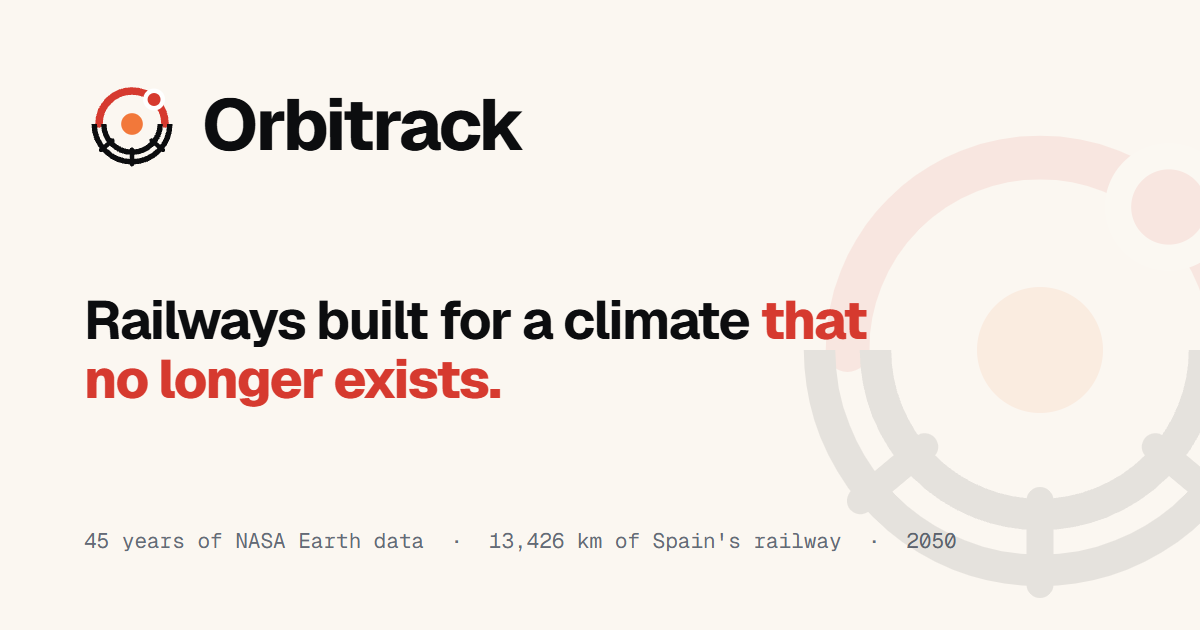 Orbitrack
Railways built for a climate that
no longer exists.
45 years of NASA Earth data · 13,426 km of Spain's railway · 2050